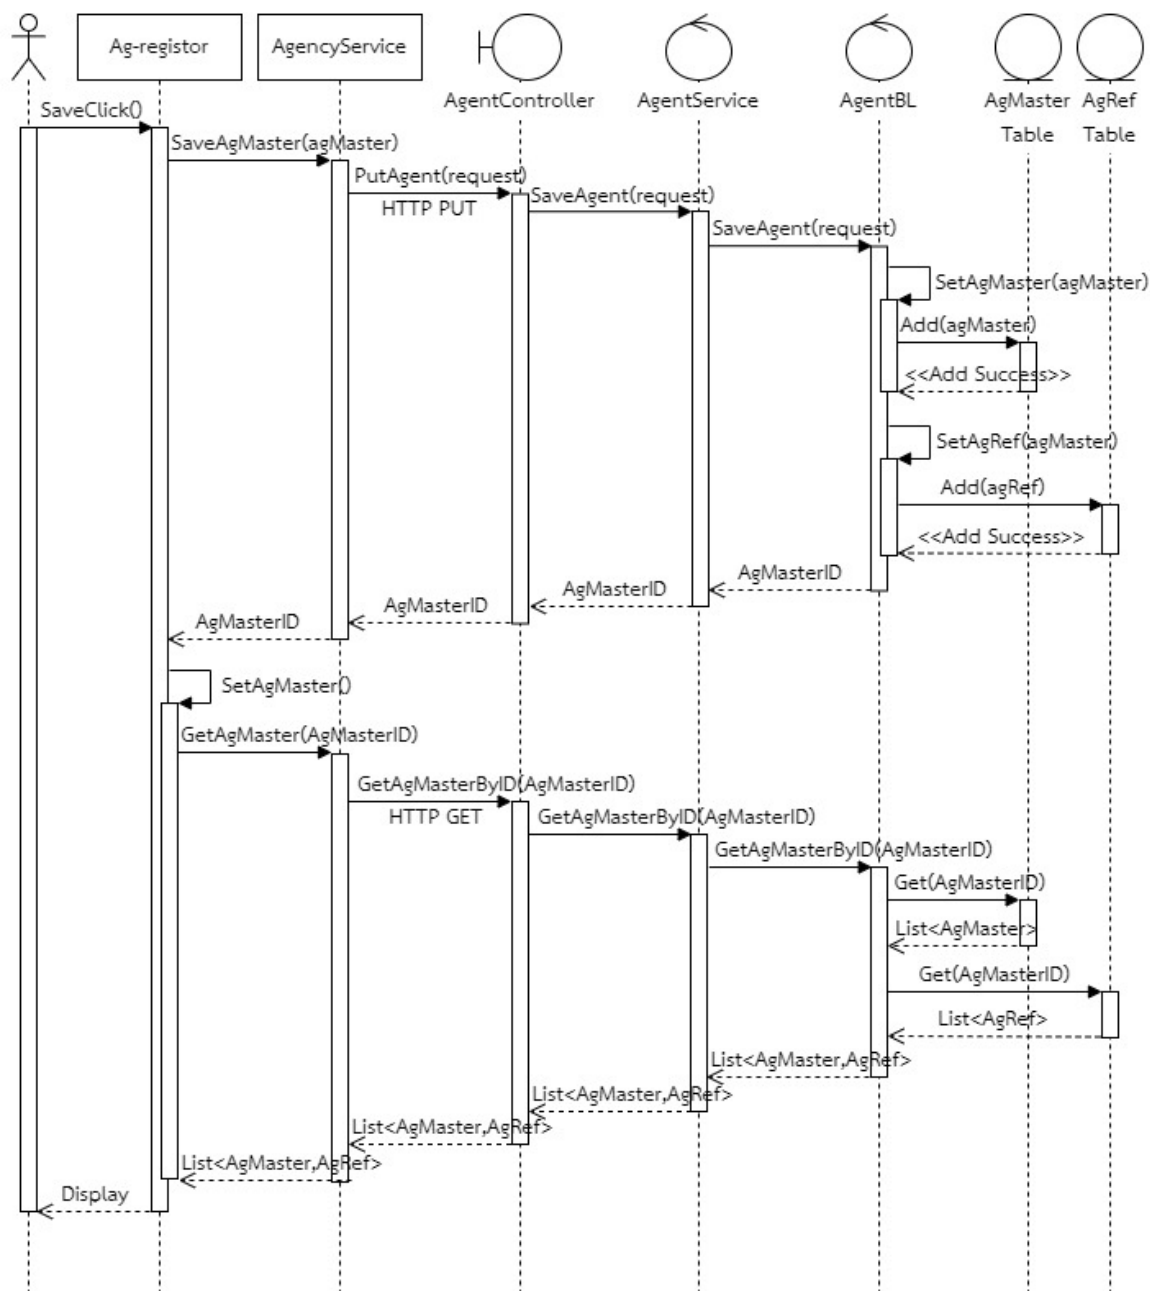 Ag-registor
AgencyService
AgentController
AgentService
AgentBL
AgMaster
Table
AgRef
Table
SaveClick()
SaveAgMaster(agMaster)
PutAgent(request)
HTTP PUT
SaveAgent(request)
SaveAgent(request)
SetAgMaster(agMaster)
Add(agMaster)
<<Add Success>>
SetAgRef(agMaster)
Add(agRef)
<<Add Success>>
AgMasterID
AgMasterID
AgMasterID
AgMasterID
SetAgMaster()
GetAgMaster(AgMasterID)
GetAgMasterByID(AgMasterID)
HTTP GET
GetAgMasterByID(AgMasterID)
GetAgMasterByID(AgMasterID)
Get(AgMasterID)
List<AgMaster>
Get(AgMasterID)
List<AgRef>
List<AgMaster,AgRef>
List<AgMaster,AgRef>
List<AgMaster,AgRef>
List<AgMaster,AgRef>
Display